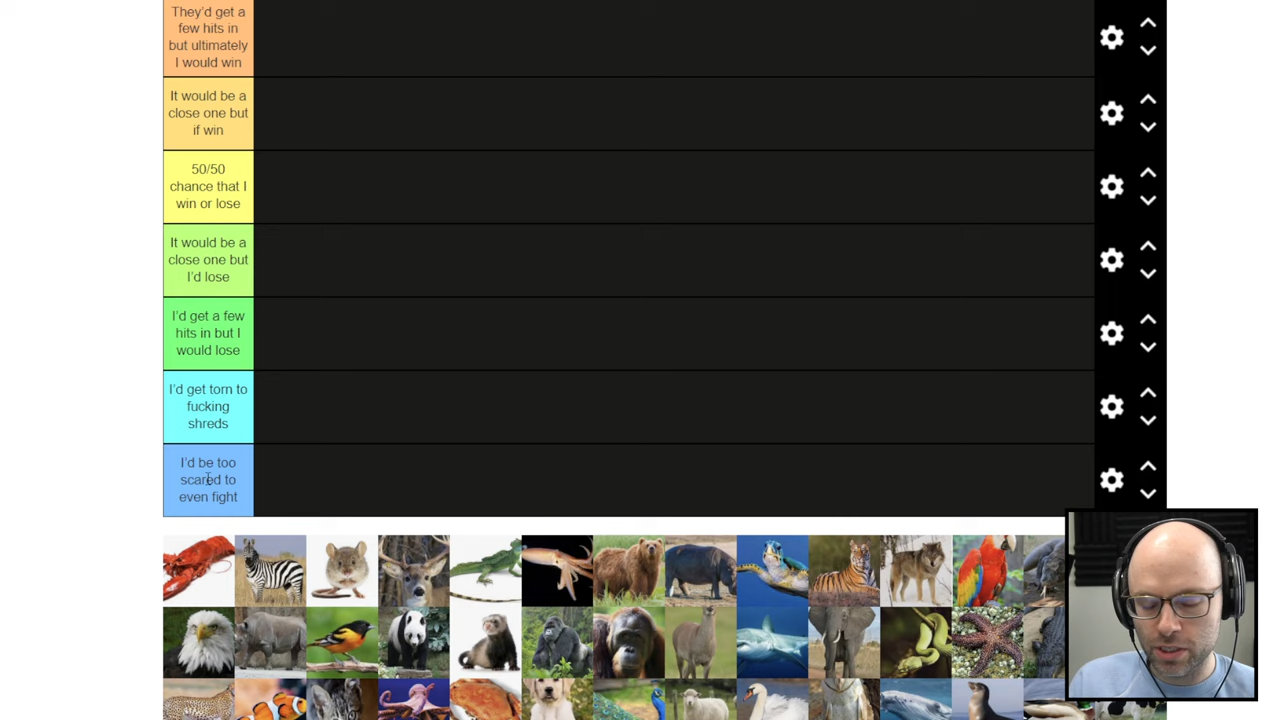 They'd get a
few hits in
but ultimately
I would win
It would be a
close one but
if win
50/50
chance that I
win or lose
It would be a
close one but
I'd lose
I'd get a few
hits in but I
would lose
I'd get torn to
fucking
shreds
I'd be too
scared to
even fight